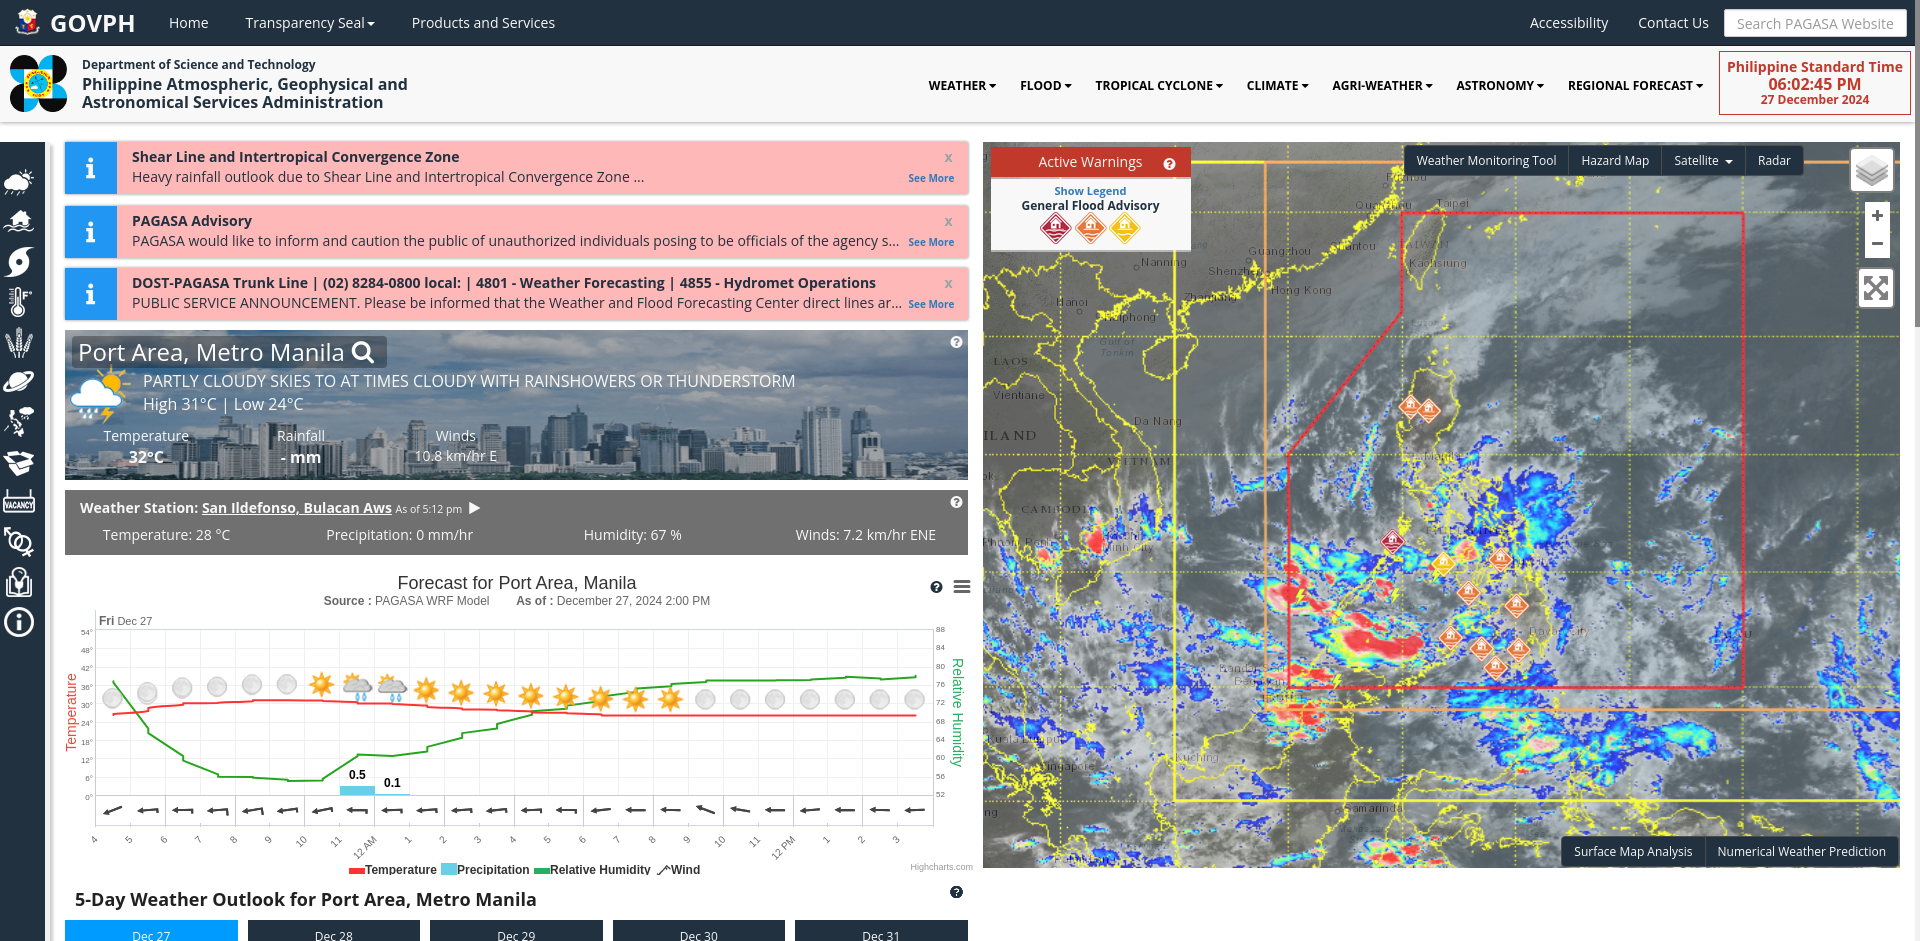 GOVPH
Home
Transparency Seal
Products and Services
Accessibility
Contact Us
Search PAGASA Website
Department of Science and Technology
Philippine Atmospheric, Geophysical and
Astronomical Services Administration
WEATHER
FLOOD
TROPICAL CYCLONE
CLIMATE
AGRI-WEATHER
ASTRONOMY
REGIONAL FORECAST
Philippine Standard Time
06:02:45 PM
27 December 2024
Shear Line and Intertropical Convergence Zone
x
Heavy rainfall outlook due to Shear Line and Intertropical Convergence Zone ...
See More
PAGASA Advisory
x
PAGASA would like to inform and caution the public of unauthorized individuals posing to be officials of the agency s...
See More
DOST-PAGASA Trunk Line | (02) 8284-0800 local: | 4801 - Weather Forecasting | 4855 - Hydromet Operations
x
PUBLIC SERVICE ANNOUNCEMENT. Please be informed that the Weather and Flood Forecasting Center direct lines ar...
See More
VACANCY
Port Area, Metro Manila
PARTLY CLOUDY SKIES TO AT TIMES CLOUDY WITH RAINSHOWERS OR THUNDERSTORM
High 31°C | Low 24°C
Temperature
Rainfall
Winds
32°C
- mm
10.8 km/hr E
Weather Station: San Ildefonso, Bulacan Aws As of 5:12 pm
Temperature: 28 °C
Precipitation: 0 mm/hr
Humidity: 67 %
Winds: 7.2 km/hr ENE
Forecast for Port Area, Manila
Source : PAGASA WRF Model As of : December 27, 2024 2:00 PM
Fri Dec 27
54°
48°
42°
36°
30°
24°
18°
12°
6°
0°
Temperature
88
84
80
76
72
68
64
60
56
52
Relative Humidity
0.5
0.1
4 5 6 7 8 9 10 11 12 AM 1 2 3 4 5 6 7 8 9 10 11 12 PM 1 2 3
Temperature Precipitation Relative Humidity Wind
Highcharts.com
5-Day Weather Outlook for Port Area, Metro Manila
Dec 27
Dec 28
Dec 29
Dec 30
Dec 31
Active Warnings
Show Legend
General Flood Advisory
Weather Monitoring Tool
Hazard Map
Satellite
Radar
+
−
Taipei
Guangzhou
Shantou
Nanning
Shenzhen
Kaohsiung
Hong Kong
Zhanjiang
Hanoi
Haiphong
Gulf of
Tonkin
LAOS
Vientiane
Da Nang
VIETNAM
Kuala Lumpur
Singapore
Kuching
Samarinda
Surface Map Analysis
Numerical Weather Prediction